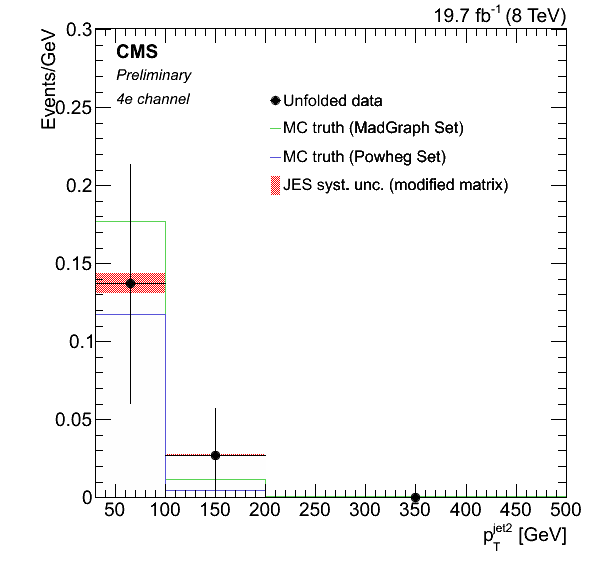 19.7 fb⁻¹ (8 TeV)
Events/GeV
CMS
Preliminary
4e channel
Unfolded data
MC truth (MadGraph Set)
MC truth (Powheg Set)
JES syst. unc. (modified matrix)
0.3
0.25
0.2
0.15
0.1
0.05
0
50 100 150 200 250 300 350 400 450 500
p_T^jet2 [GeV]